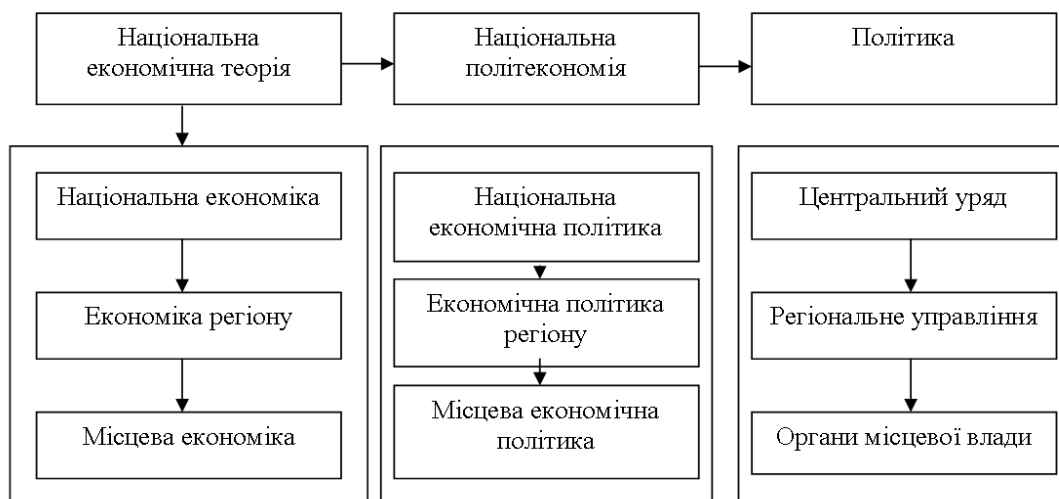 Національна
економічна теорія
Національна
політекономія
Політика
Національна економіка
Економіка регіону
Місцева економіка
Національна
економічна політика
Економічна політика
регіону
Місцева економічна
політика
Центральний уряд
Регіональне управління
Органи місцевої влади